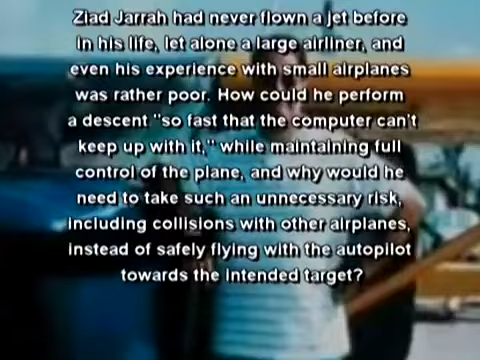 Ziad Jarrah had never flown a jet before
in his life, let alone a large airliner, and
even his experience with small airplanes
was rather poor. How could he perform
a descent "so fast that the computer can't
keep up with it," while maintaining full
control of the plane, and why would he
need to take such an unnecessary risk,
including collisions with other airplanes,
instead of safely flying with the autopilot
towards the intended target?